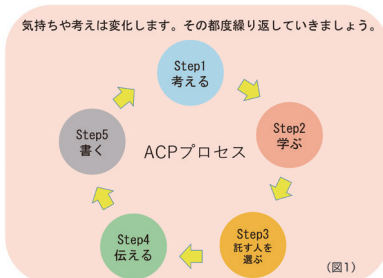 気持ちや考えは変化します。その都度繰り返していきましょう。
Step1
考える
Step2
学ぶ
Step3
託す人を
選ぶ
Step4
伝える
Step5
書く
ACPプロセス
(図1)